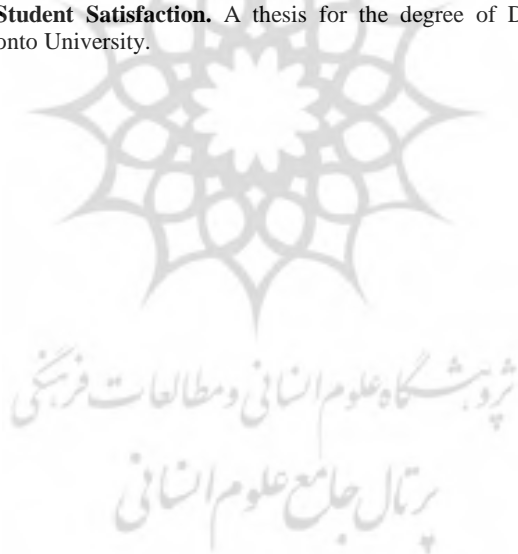 Student Satisfaction. A thesis for the degree of D
onto University.
پژوهشگاه علوم انسانی و مطالعات فرهنگی
پرتال جامع علوم انسانی